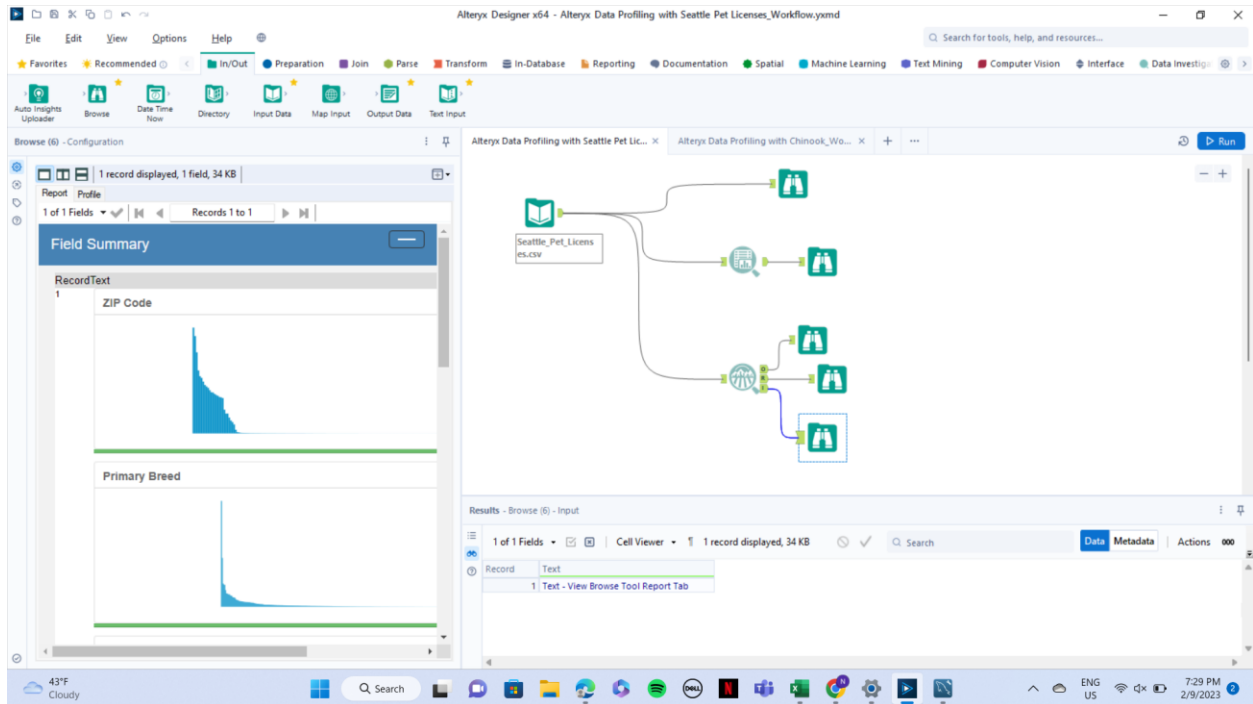 Alteryx Designer x64 - Alteryx Data Profiling with Seattle Pet Licenses_Workflow.yxmd
File Edit View Options Help
Search for tools, help, and resources...
Favorites Recommended In/Out Preparation Join Parse Transform In-Database Reporting Documentation Spatial Machine Learning Text Mining Computer Vision Interface Data Investiga
Auto Insights Uploader
Browse
Date Time Now
Directory
Input Data
Map Input
Output Data
Text Input
Browse (6) - Configuration
Alteryx Data Profiling with Seattle Pet Lic... × Alteryx Data Profiling with Chinook_Wo... × + ...
Run
1 record displayed, 1 field, 34 KB
Report Profile
1 of 1 Fields Records 1 to 1
Field Summary
RecordText
1
ZIP Code
Primary Breed
Seattle_Pet_Licens
es.csv
O
R
I
Results - Browse (6) - Input
1 of 1 Fields Cell Viewer 1 record displayed, 34 KB Search Data Metadata Actions 000
Record Text
1 Text - View Browse Tool Report Tab
43°F
Cloudy
Search
DELL
N
N
ENG
US
7:29 PM
2/9/2023
2